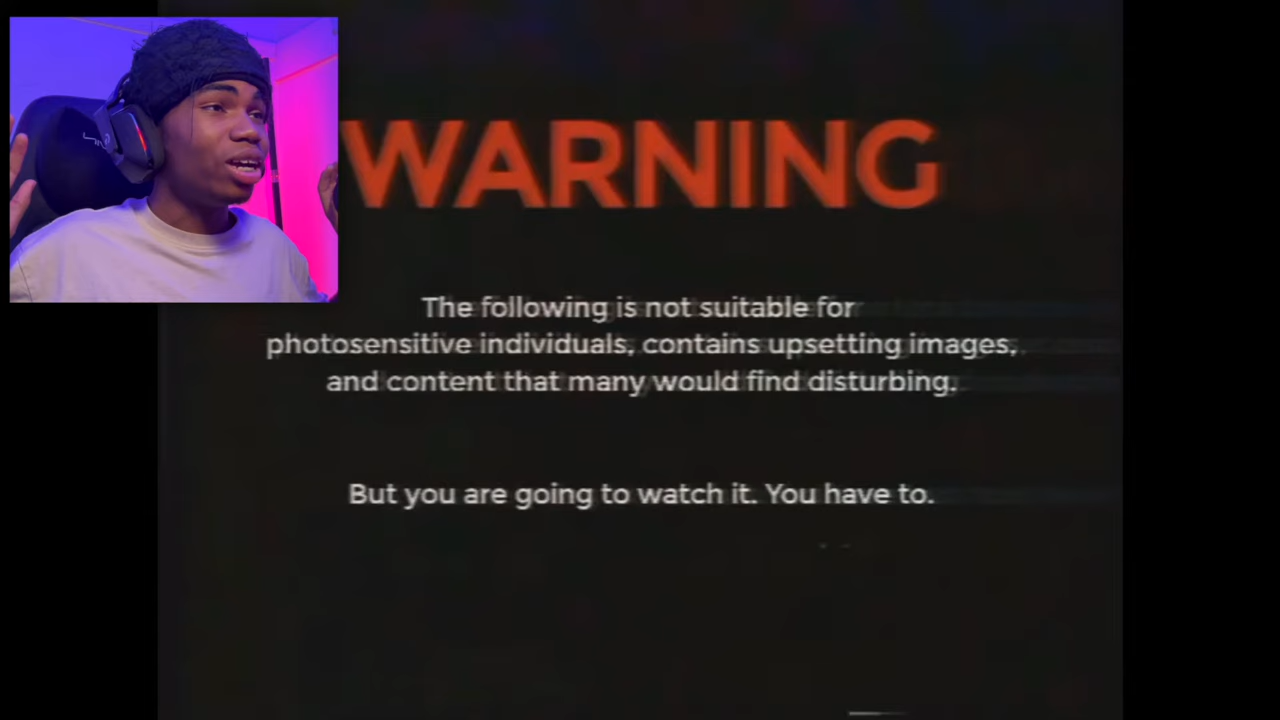 WARNING
The following is not suitable for
photosensitive individuals, contains upsetting images,
and content that many would find disturbing.
But you are going to watch it. You have to.